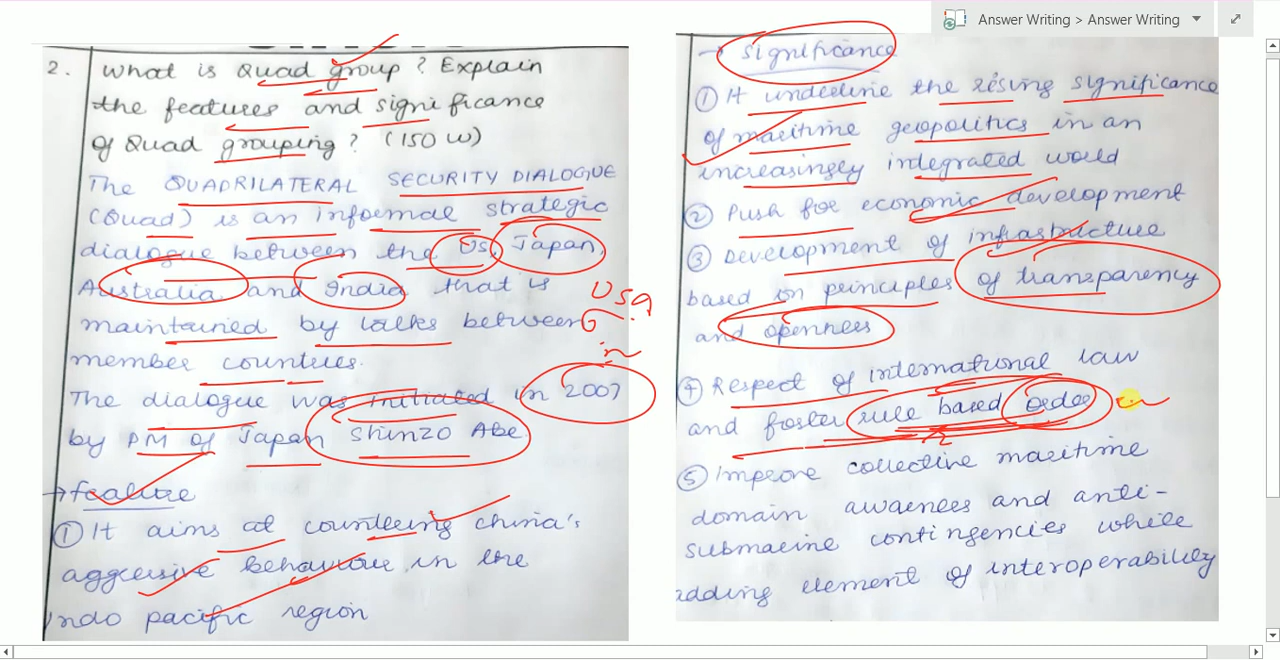 Answer Writing > Answer Writing
2. What is Quad group? Explain
the features and significance
of Quad grouping? (150 W)
The QUADRILATERAL SECURITY DIALOGUE
(Quad) is an informal strategic
dialogue between the US, Japan,
Australia and India that is
maintained by talks between
member countries.
USA
in
The dialogue was initiated in 2007
by PM of Japan Shinzo Abe
→ feature
① It aims at countering china's
aggressive behaviour in the
Indo pacific region
→ Significance
① It underline the rising significance
of maritime geopolitics in an
increasingly integrated world
② Push for economic development
③ Development of infrastructure
based on principles of transparency
and openness
④ Respect of international law
and foster rule based order
⑤ Improve collective maritime
domain awarness and anti-
submarine contingencies while
adding element of interoperability